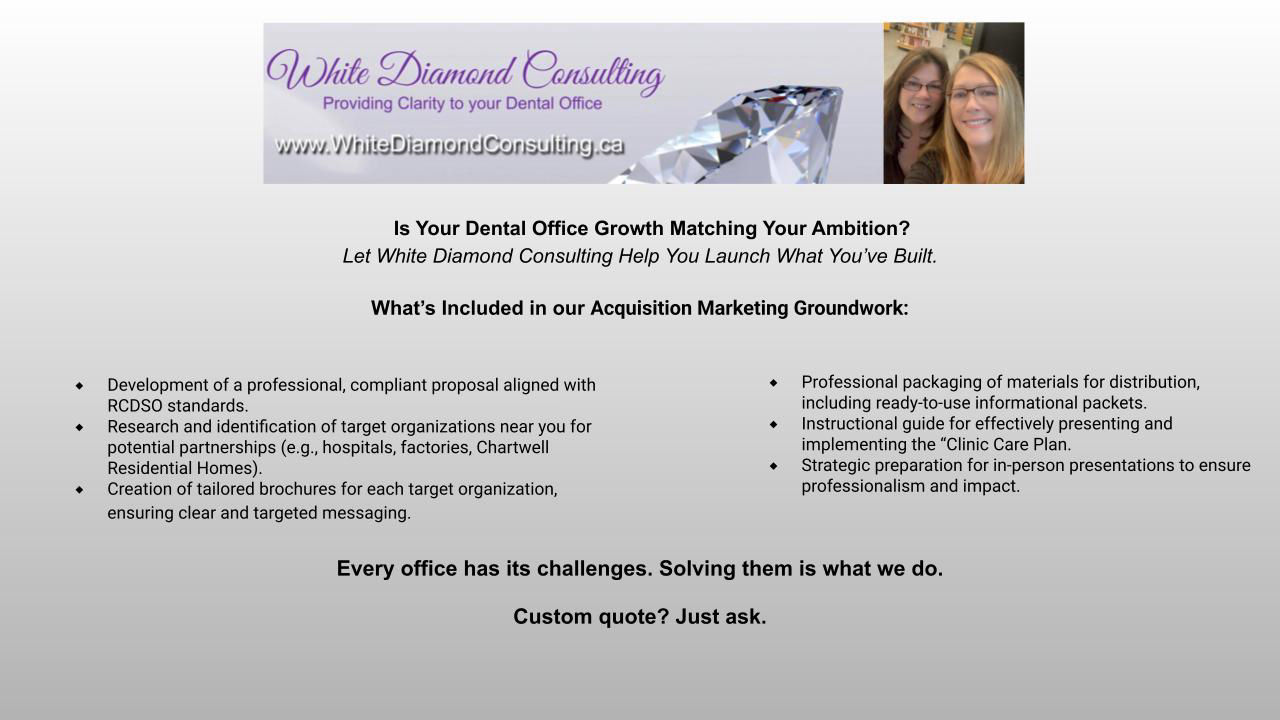 White Diamond Consulting
Providing Clarity to your Dental Office
www.WhiteDiamondConsulting.ca
Is Your Dental Office Growth Matching Your Ambition?
Let White Diamond Consulting Help You Launch What You’ve Built.
What’s Included in our Acquisition Marketing Groundwork:
◆ Development of a professional, compliant proposal aligned with
RCDSO standards.
◆ Research and identification of target organizations near you for
potential partnerships (e.g., hospitals, factories, Chartwell
Residential Homes).
◆ Creation of tailored brochures for each target organization,
ensuring clear and targeted messaging.
◆ Professional packaging of materials for distribution,
including ready-to-use informational packets.
◆ Instructional guide for effectively presenting and
implementing the “Clinic Care Plan.
◆ Strategic preparation for in-person presentations to ensure
professionalism and impact.
Every office has its challenges. Solving them is what we do.
Custom quote? Just ask.